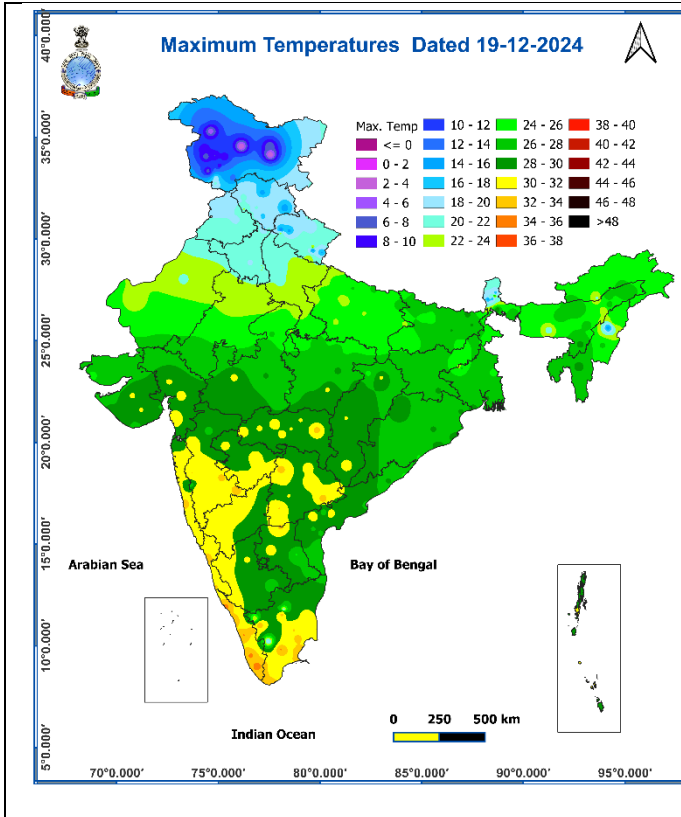 Maximum Temperatures Dated 19-12-2024
Max. Temp
<= 0
0 - 2
2 - 4
4 - 6
6 - 8
8 - 10
10 - 12
12 - 14
14 - 16
16 - 18
18 - 20
20 - 22
22 - 24
24 - 26
26 - 28
28 - 30
30 - 32
32 - 34
34 - 36
36 - 38
38 - 40
40 - 42
42 - 44
44 - 46
46 - 48
>48
40°0.000'
35°0.000'
30°0.000'
25°0.000'
20°0.000'
15°0.000'
10°0.000'
5°0.000'
Arabian Sea
Bay of Bengal
Indian Ocean
0 250 500 km
70°0.000' 75°0.000' 80°0.000' 85°0.000' 90°0.000' 95°0.000'